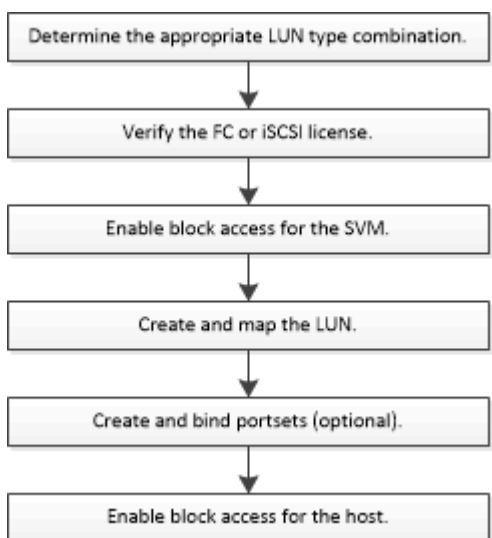 Determine the appropriate LUN type combination.
Verify the FC or iSCSI license.
Enable block access for the SVM.
Create and map the LUN.
Create and bind portsets (optional).
Enable block access for the host.